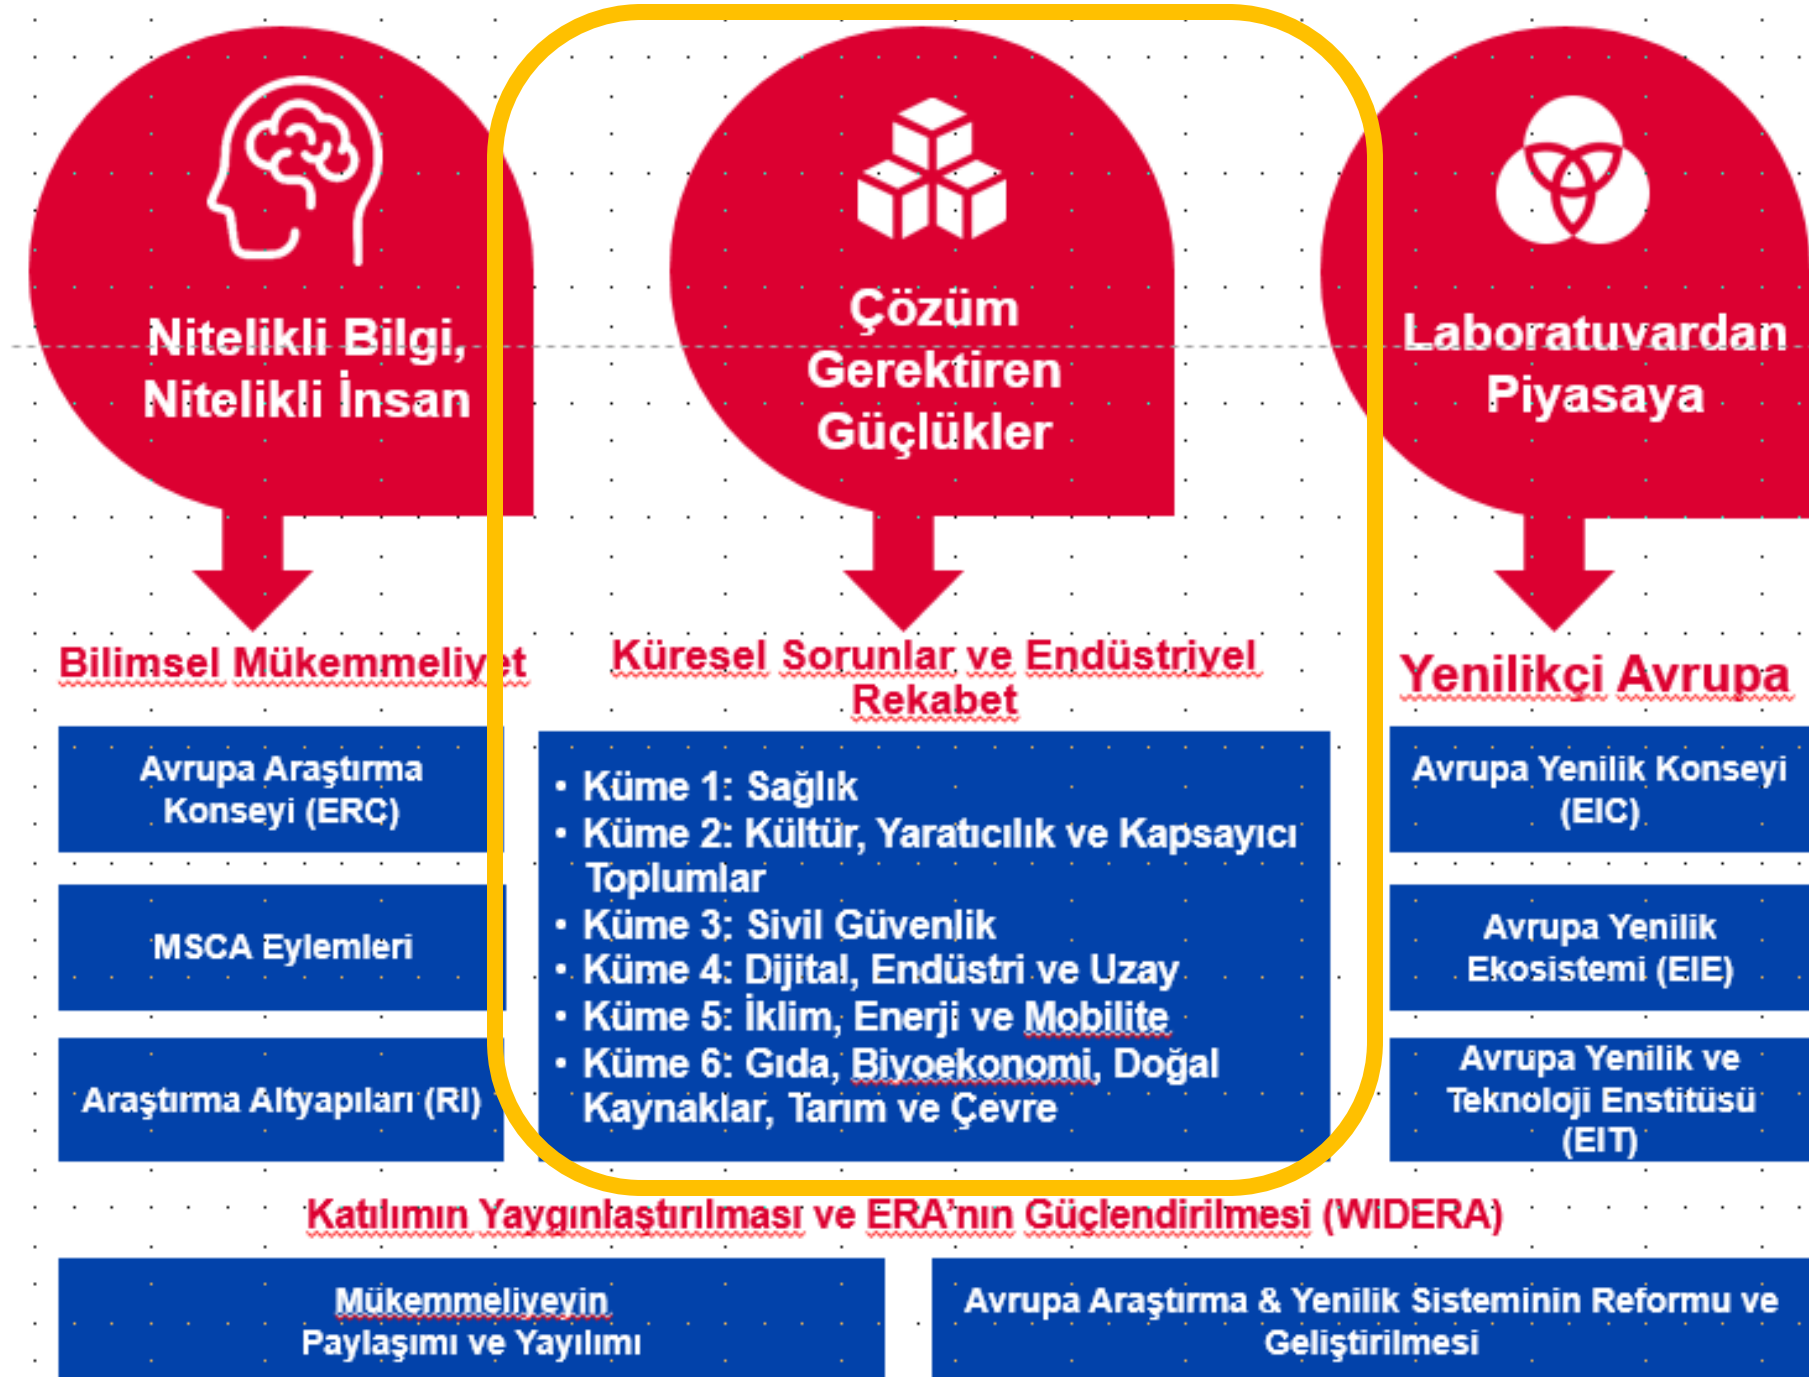 Nitelikli Bilgi,
Nitelikli İnsan
Çözüm
Gerektiren
Güçlükler
Laboratuvardan
Piyasaya
Bilimsel Mükemmeliyet
Küresel Sorunlar ve Endüstriyel
Rekabet
Yenilikçi Avrupa
Avrupa Araştırma
Konseyi (ERC)
MSCA Eylemleri
Araştırma Altyapıları (RI)
• Küme 1: Sağlık
• Küme 2: Kültür, Yaratıcılık ve Kapsayıcı
Toplumlar
• Küme 3: Sivil Güvenlik
• Küme 4: Dijital, Endüstri ve Uzay
• Küme 5: İklim, Enerji ve Mobilite
• Küme 6: Gıda, Biyoekonomi, Doğal
Kaynaklar, Tarım ve Çevre
Avrupa Yenilik Konseyi
(EIC)
Avrupa Yenilik
Ekosistemi (EIE)
Avrupa Yenilik ve
Teknoloji Enstitüsü
(EIT)
Katılımın Yaygınlaştırılması ve ERA'nın Güçlendirilmesi (WIDERA)
Mükemmeliyeyin
Paylaşımı ve Yayılımı
Avrupa Araştırma & Yenilik Sisteminin Reformu ve
Geliştirilmesi